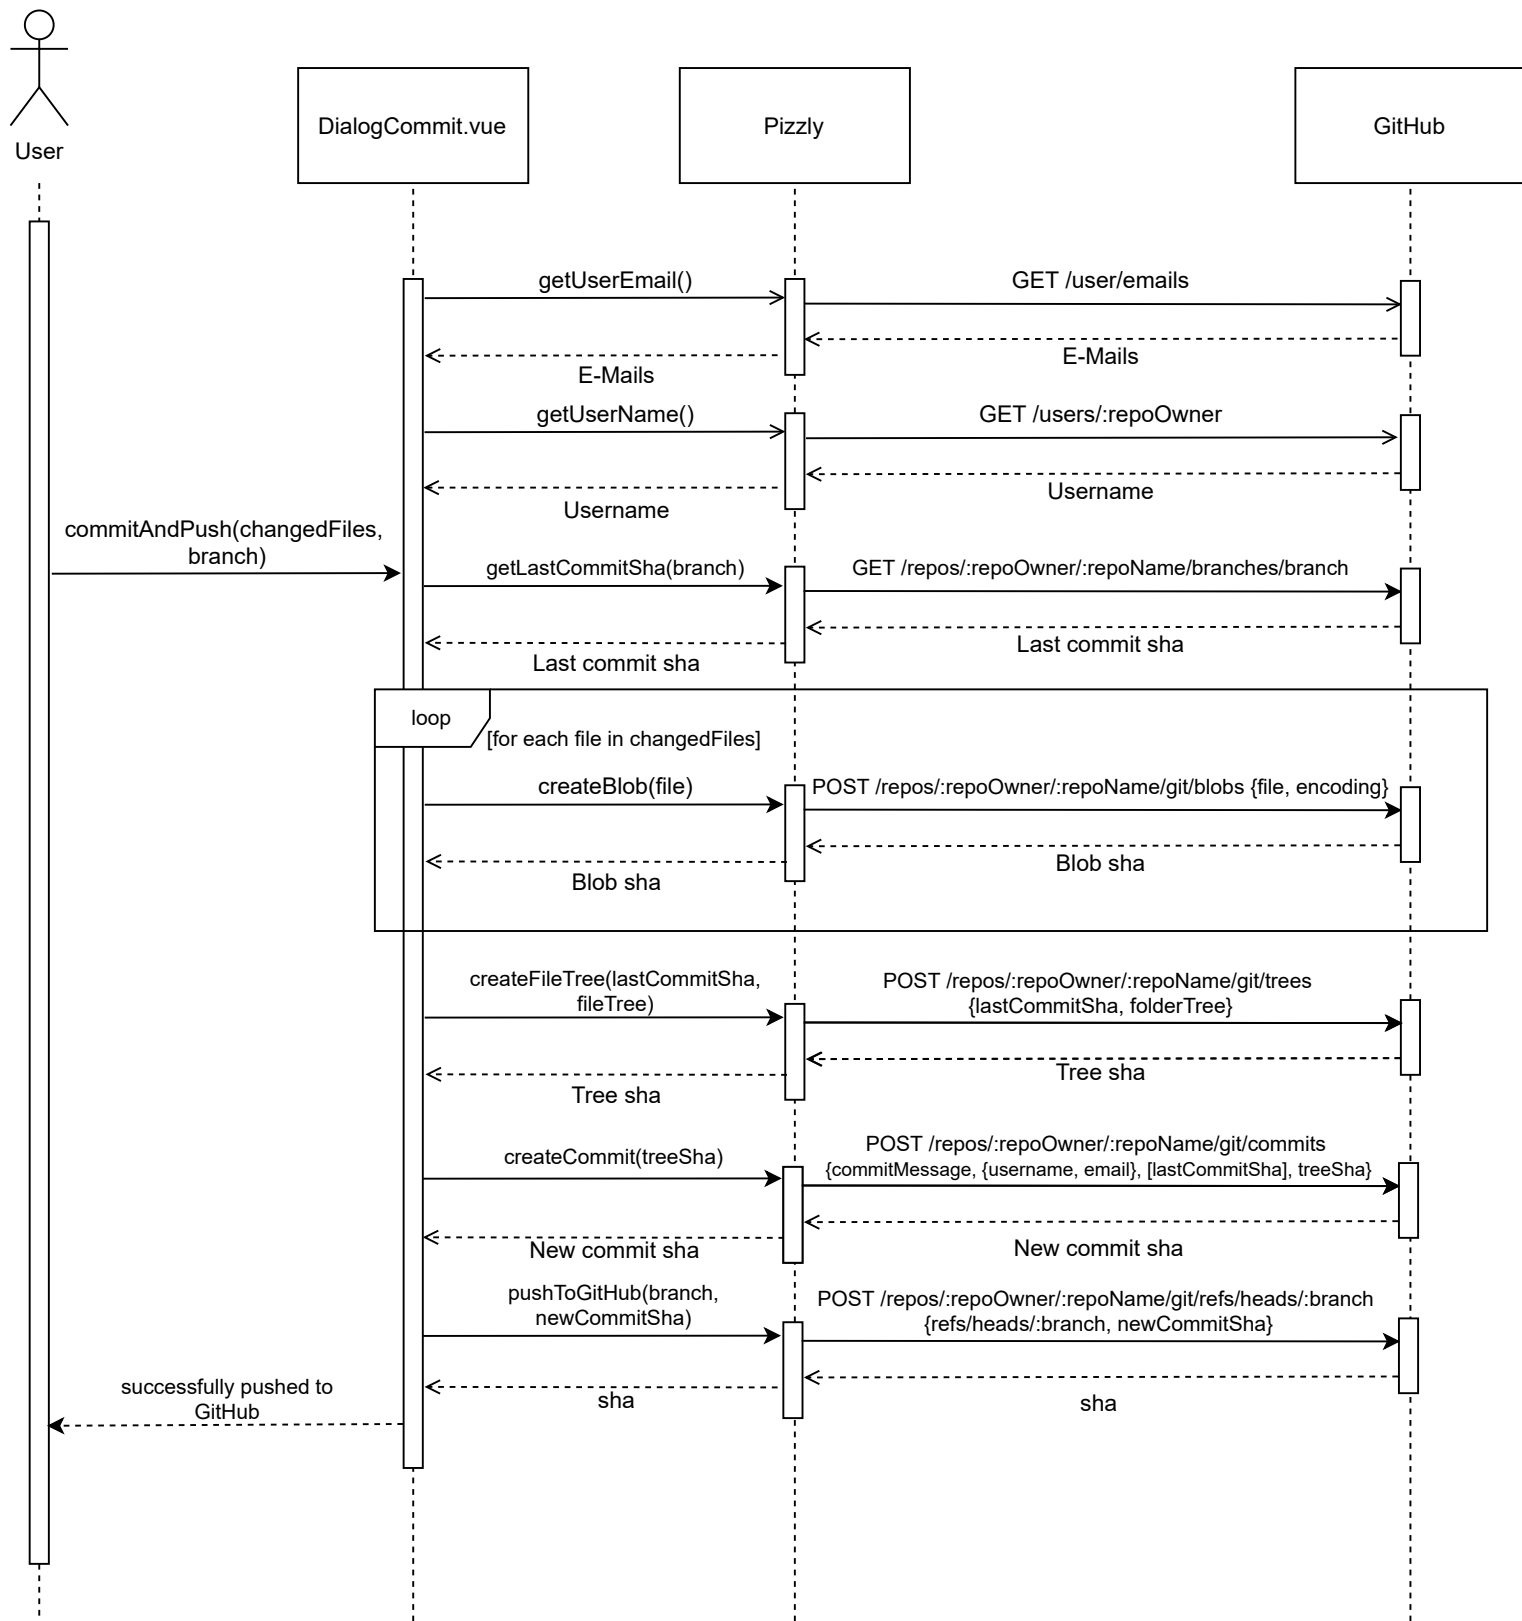 User
DialogCommit.vue
Pizzly
GitHub
getUserEmail()
GET /user/emails
E-Mails
E-Mails
getUserName()
GET /users/:repoOwner
Username
Username
commitAndPush(changedFiles,
branch)
getLastCommitSha(branch)
GET /repos/:repoOwner/:repoName/branches/branch
Last commit sha
Last commit sha
loop
[for each file in changedFiles]
createBlob(file)
POST /repos/:repoOwner/:repoName/git/blobs {file, encoding}
Blob sha
Blob sha
createFileTree(lastCommitSha,
fileTree)
POST /repos/:repoOwner/:repoName/git/trees
{lastCommitSha, folderTree}
Tree sha
Tree sha
createCommit(treeSha)
POST /repos/:repoOwner/:repoName/git/commits
{commitMessage, {username, email}, [lastCommitSha], treeSha}
New commit sha
New commit sha
pushToGitHub(branch,
newCommitSha)
POST /repos/:repoOwner/:repoName/git/refs/heads/:branch
{refs/heads/:branch, newCommitSha}
sha
sha
successfully pushed to
GitHub